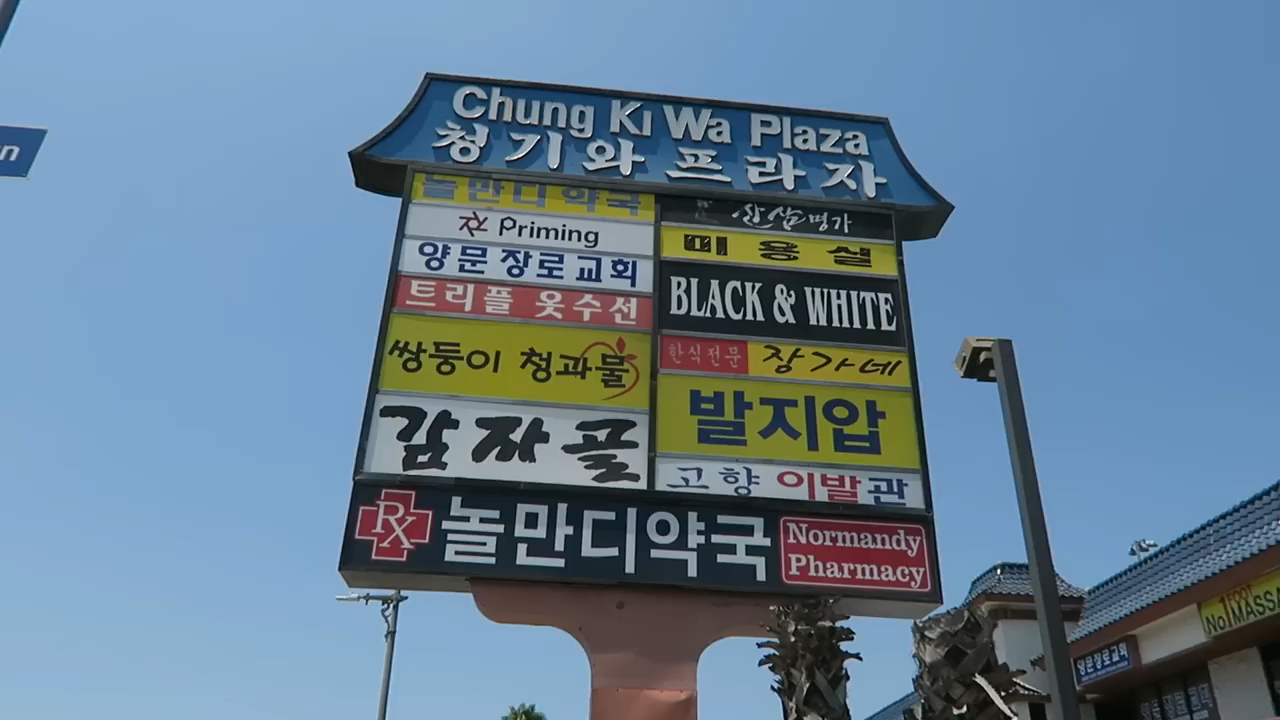 Chung Ki Wa Plaza
청기와 프라자
놀만디 약국
Priming
양문장로교회
트리플 옷수선
쌍둥이 청과물
감자골
산삼명가
미용실
BLACK & WHITE
한식전문 장가네
발지압
고향 이발관
RX 놀만디약국 Normandy Pharmacy
No1 FOOT MASSA
양문장로교회